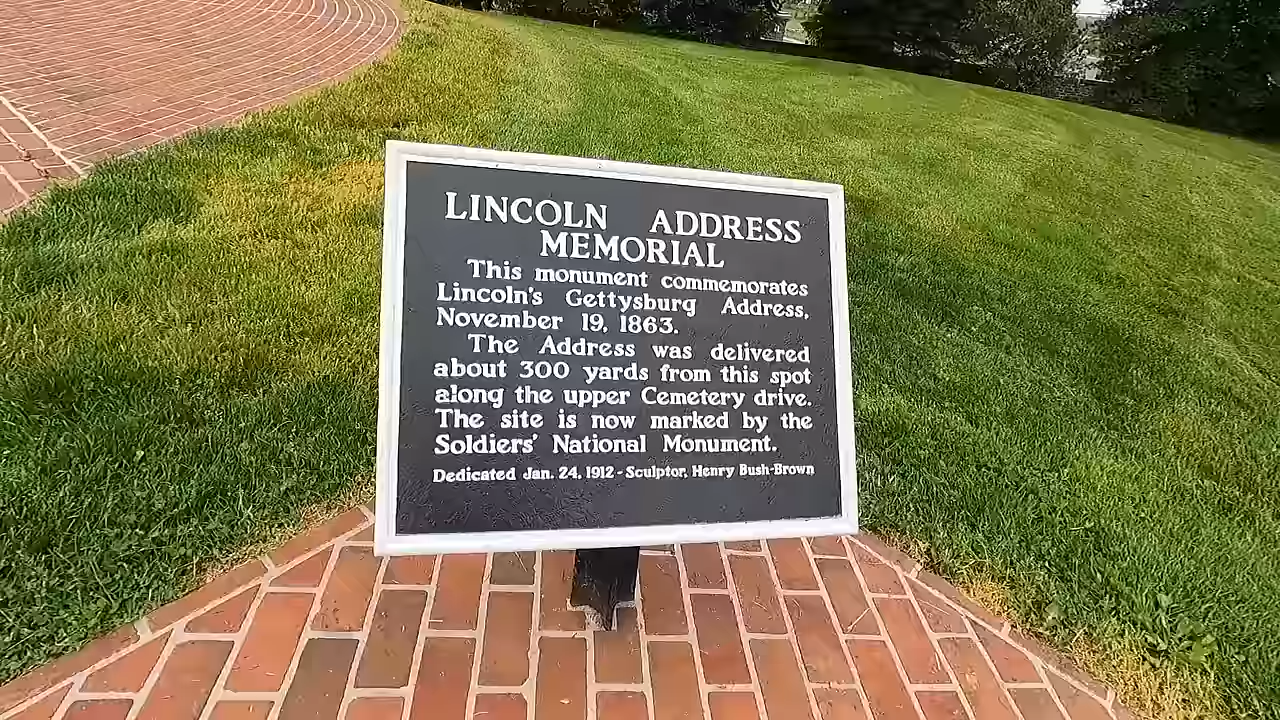 LINCOLN ADDRESS
MEMORIAL
This monument commemorates
Lincoln's Gettysburg Address,
November 19, 1863.
The Address was delivered
about 300 yards from this spot
along the upper Cemetery drive.
The site is now marked by the
Soldiers' National Monument.
Dedicated Jan. 24, 1912 - Sculptor, Henry Bush-Brown